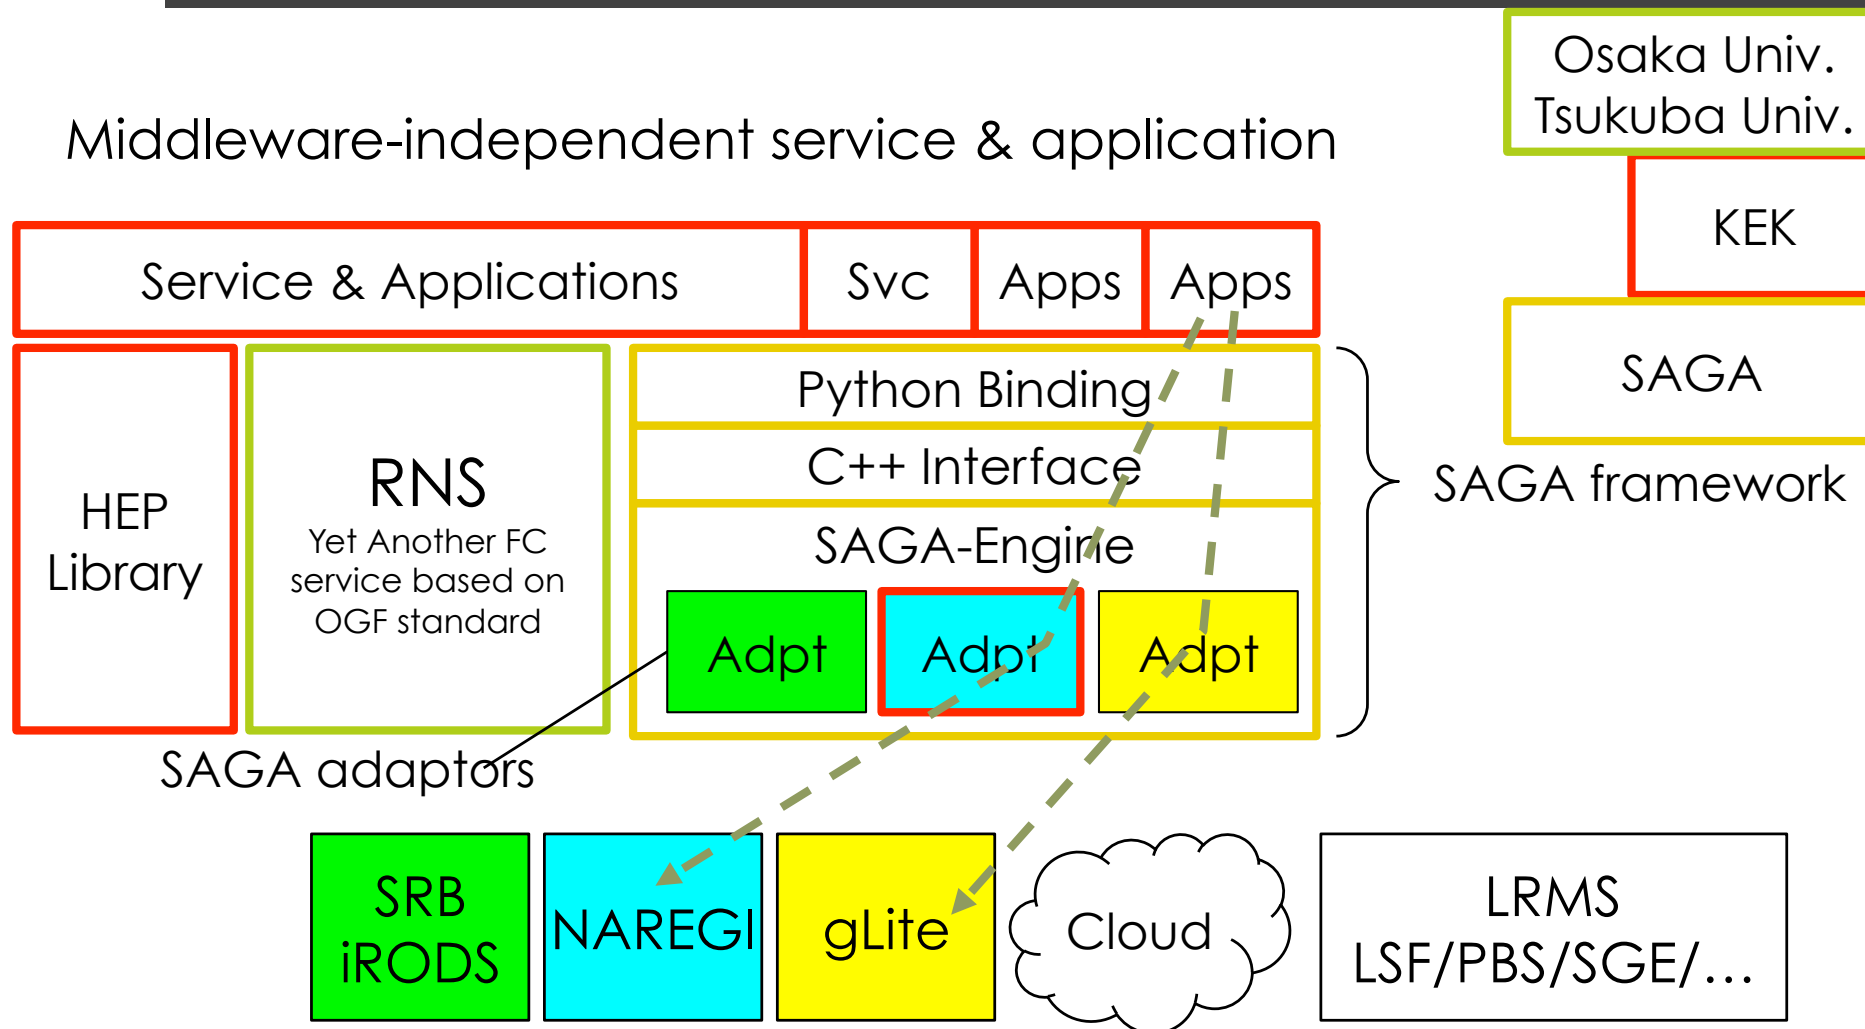 Osaka Univ.
Tsukuba Univ.
Middleware-independent service & application
KEK
Service & Applications
Svc
Apps
Apps
SAGA
HEP
Library
RNS
Yet Another FC
service based on
OGF standard
Python Binding
C++ Interface
SAGA-Engine
Adpt
Adpt
Adpt
SAGA framework
SAGA adaptors
SRB
iRODS
NAREGI
gLite
Cloud
LRMS
LSF/PBS/SGE/…